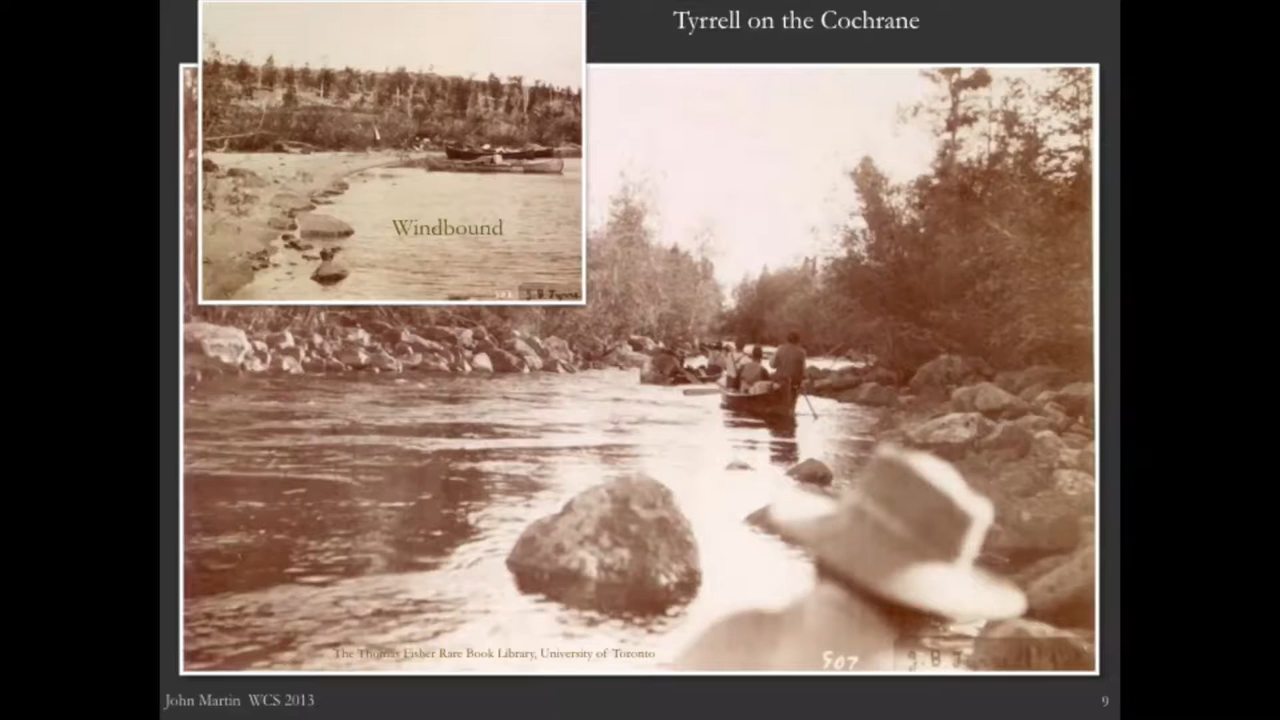 Tyrrell on the Cochrane
Windbound
The Thomas Fisher Rare Book Library, University of Toronto
507
J. B.
John Martin WCS 2013
9